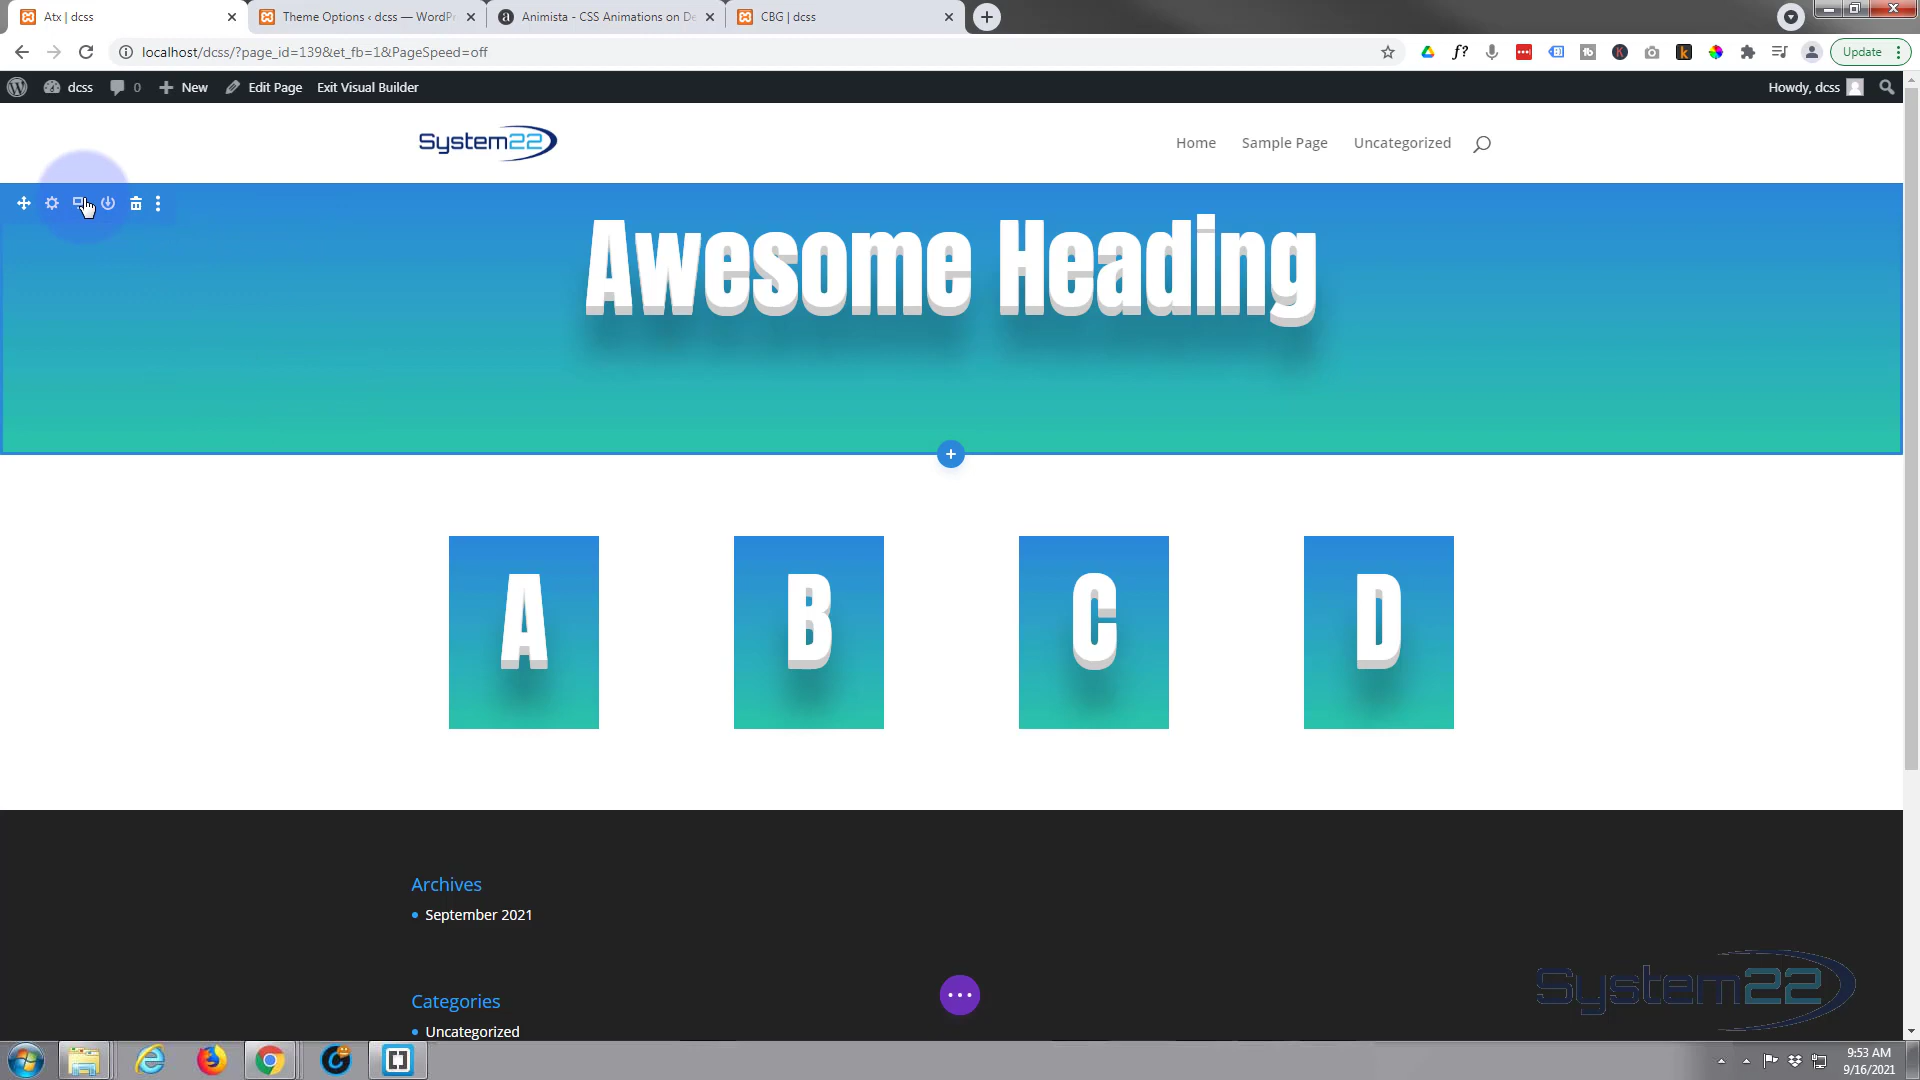 Atx | dcss
Theme Options ‹ dcss — WordPr
Animista - CSS Animations on De
CBG | dcss
localhost/dcss/?page_id=139&et_fb=1&PageSpeed=off
Update
dcss
0
New
Edit Page
Exit Visual Builder
Howdy, dcss
System22
Home
Sample Page
Uncategorized
Awesome Heading
A
B
C
D
Archives
September 2021
Categories
Uncategorized
System22
9:53 AM
9/16/2021